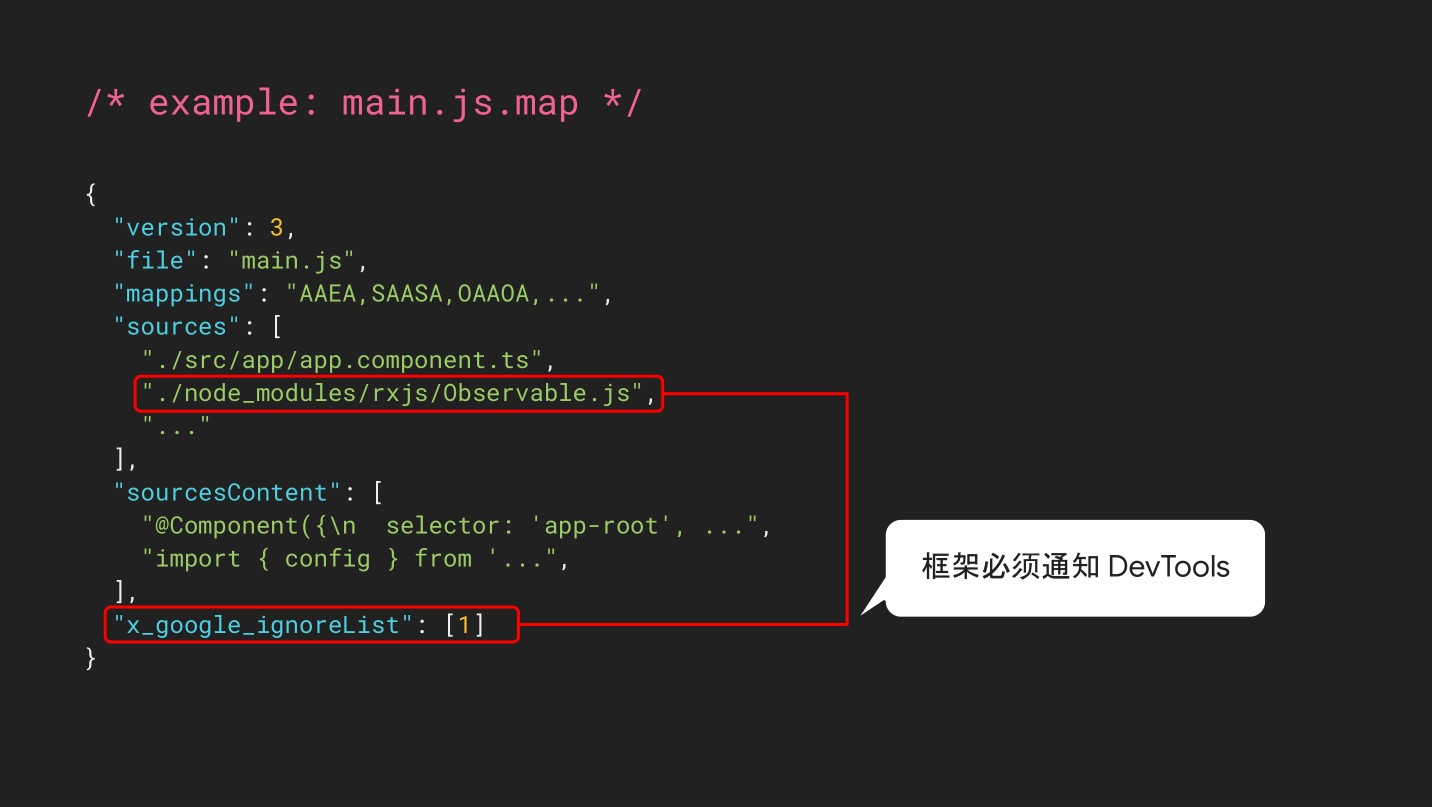 /* example: main.js.map */
{
  "version": 3,
  "file": "main.js",
  "mappings": "AAEA,SAASA,OAAOA,...",
  "sources": [
    "./src/app/app.component.ts",
    "./node_modules/rxjs/Observable.js",
    "..."
  ],
  "sourcesContent": [
    "@Component({\n  selector: 'app-root', ...",
    "import { config } from '...",
  ],
  "x_google_ignoreList": [1]
}
框架必须通知 DevTools